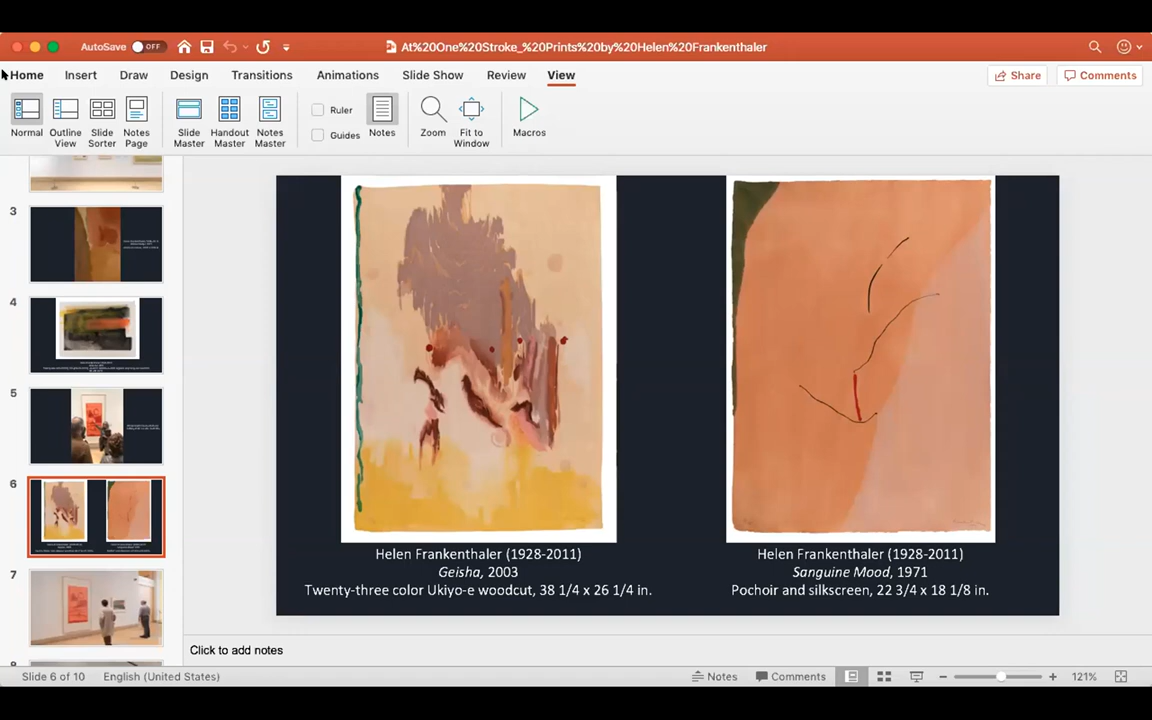 AutoSave OFF
At%20One%20Stroke_%20Prints%20by%20Helen%20Frankenthaler
Home Insert Draw Design Transitions Animations Slide Show Review View
Share Comments
Normal Outline View Slide Sorter Notes Page Slide Master Handout Master Notes Master
Ruler
Guides
Notes Zoom Fit to Window Macros
3
4
5
6
7
8
Helen Frankenthaler (1928-2011)
Geisha, 2003
Twenty-three color Ukiyo-e woodcut, 38 1/4 x 26 1/4 in.
Helen Frankenthaler (1928-2011)
Sanguine Mood, 1971
Pochoir and silkscreen, 22 3/4 x 18 1/8 in.
Click to add notes
Slide 6 of 10 English (United States) Notes Comments 121%